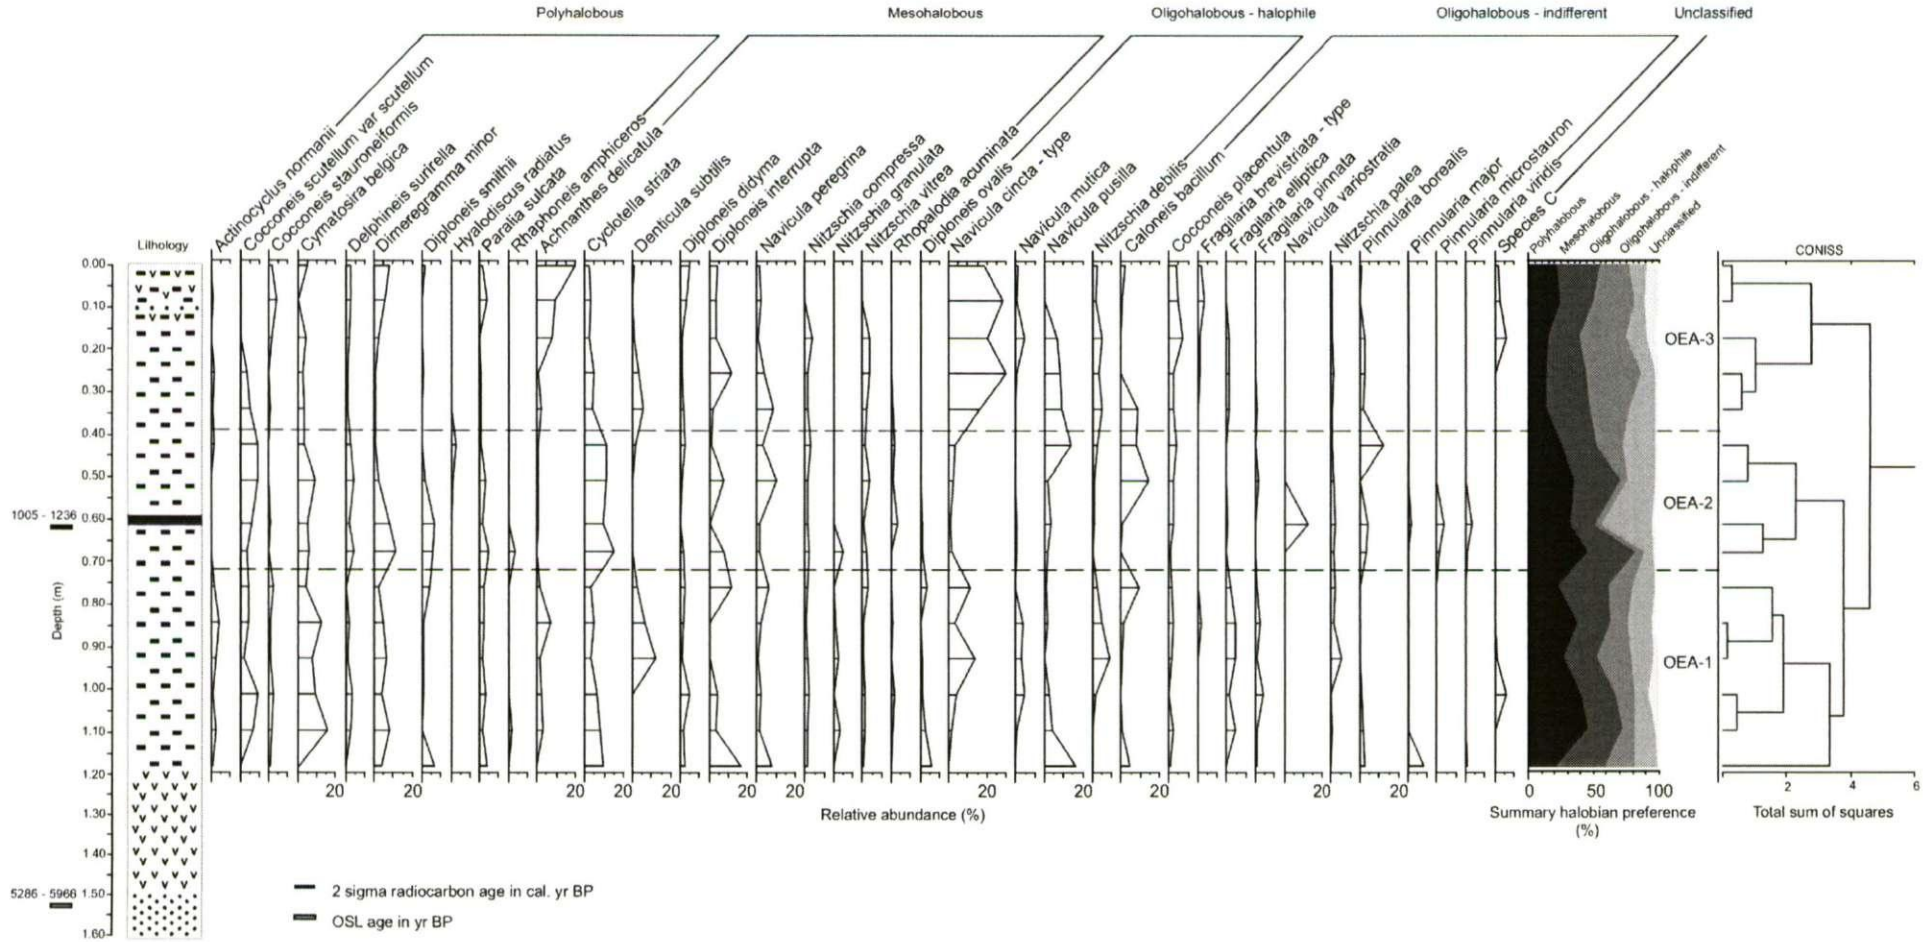 Polyhalobous
Mesohalobous
Oligohalobous - halophile
Oligohalobous - indifferent
Unclassified
Actinocyclus normanii
Cocconeis scutellum var scutellum
Cocconeis stauroneiformis
Cymatosira belgica
Delphineis surirella
Dimeregramma minor
Diploneis smithii
Hyalodiscus radiatus
Paralia sulcata
Rhaphoneis amphiceros
Achnanthes delicatula
Cyclotella striata
Denticula subtilis
Diploneis didyma
Diploneis interrupta
Navicula peregrina
Nitzschia compressa
Nitzschia granulata
Nitzschia vitrea
Rhopalodia acuminata
Diploneis ovalis
Navicula cincta - type
Navicula mutica
Navicula pusilla
Nitzschia debilis
Caloneis bacillum
Cocconeis placentula
Fragilaria brevistriata - type
Fragilaria elliptica
Fragilaria pinnata
Navicula variostriata
Nitzschia palea
Pinnularia borealis
Pinnularia major
Pinnularia microstauron
Pinnularia viridis
Species C
Polyhalobous
Mesohalobous
Oligohalobous - halophile
Oligohalobous - indifferent
Unclassified
Lithology
CONISS
0.00
0.10
0.20
0.30
0.40
0.50
1005 - 1236 0.60
0.70
0.80
0.90
1.00
1.10
1.20
1.30
1.40
5286 - 5966 1.50
1.60
Depth (m)
OEA-3
OEA-2
OEA-1
20 20 20 20 20 20 20 20 20 20 20 20 20
0 50 100
2 4 6
Relative abundance (%)
Summary halobian preference
(%)
Total sum of squares
2 sigma radiocarbon age in cal. yr BP
OSL age in yr BP